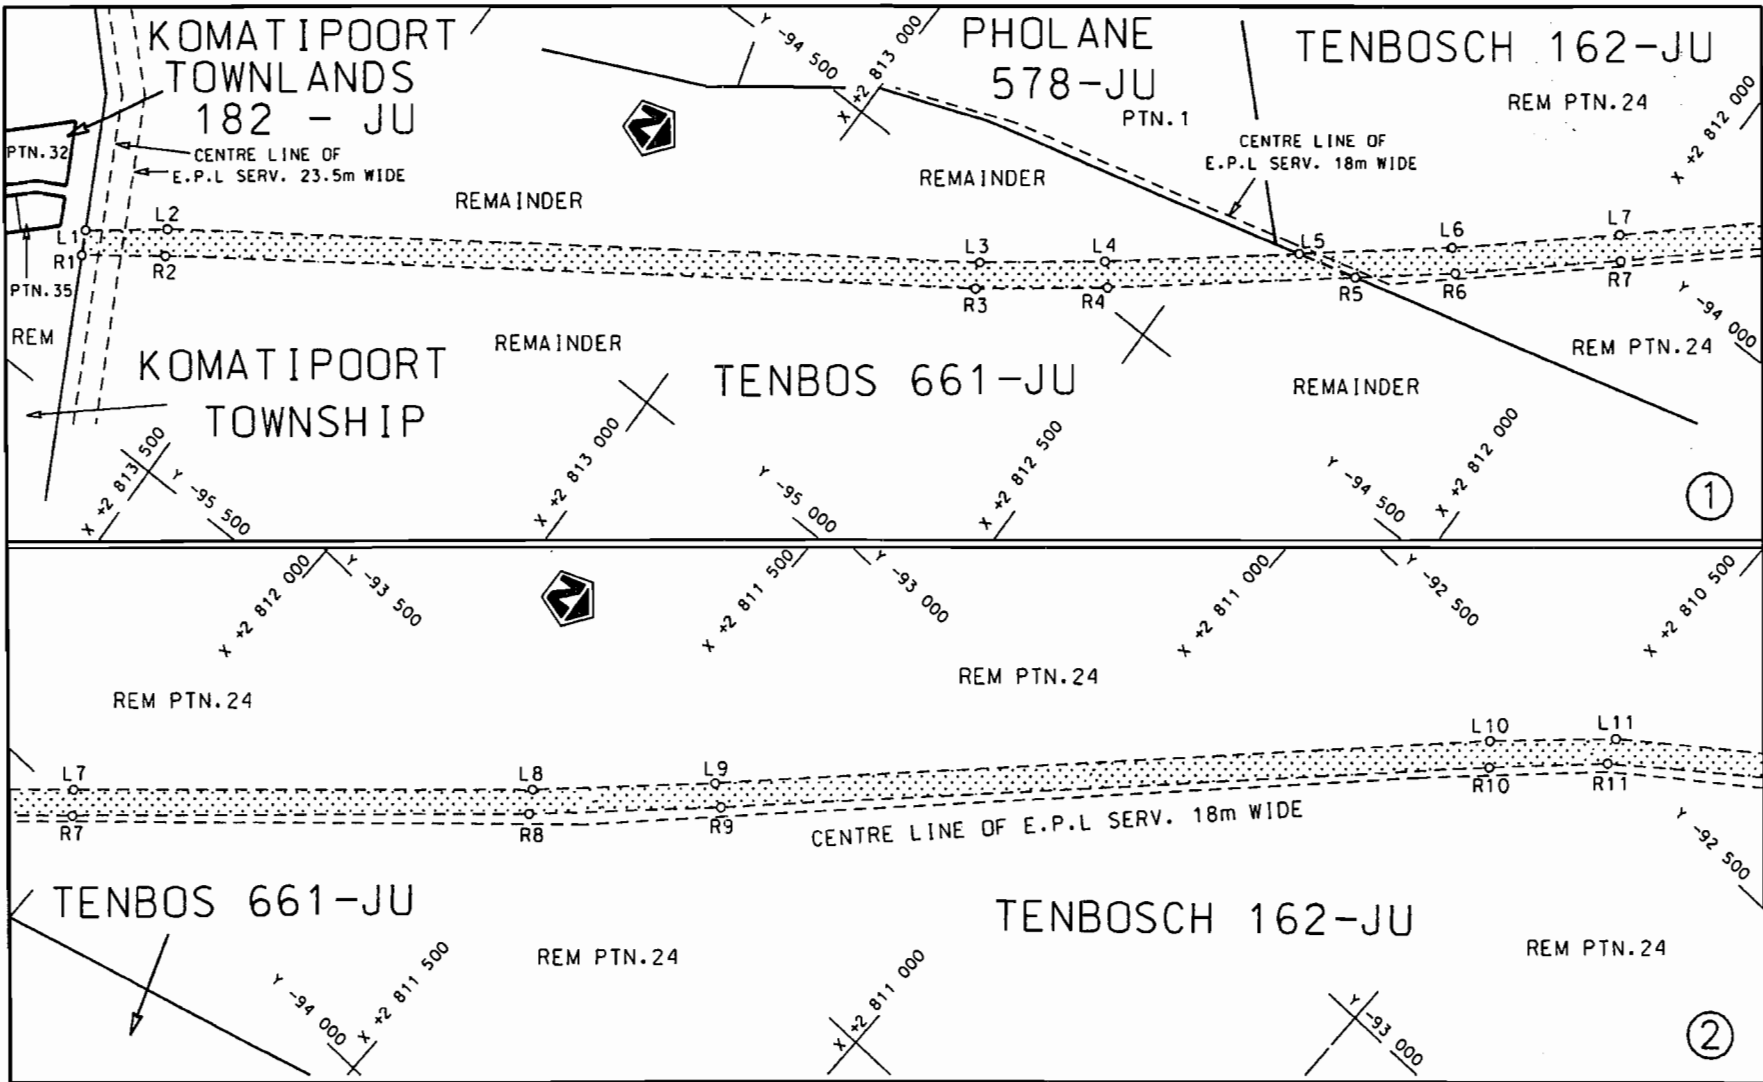 KOMATIPOORT
TOWNLANDS
182 - JU
PTN.32
CENTRE LINE OF
E.P.L SERV. 23.5m WIDE
REMAINDER
Y -94 500
X +2 813 000
PHOLANE
578-JU
PTN.1
TENBOSCH 162-JU
REM PTN.24
X +2 812 000
CENTRE LINE OF
E.P.L SERV. 18m WIDE
REMAINDER
L1
L2
L3
L4
L5
L6
L7
R1
R2
R3
R4
R5
R6
R7
PTN.35
REM
KOMATIPOORT
TOWNSHIP
REMAINDER
TENBOS 661-JU
REMAINDER
Y -94 000
REM PTN.24
X +2 813 500
Y -95 500
X +2 813 000
Y -95 000
X +2 812 500
Y -94 500
X +2 812 000
1
X +2 812 000
Y -93 500
X +2 811 500
Y -93 000
X +2 811 000
Y -92 500
X +2 810 500
REM PTN.24
REM PTN.24
L7
L8
L9
L10
L11
R7
R8
R9
R10
R11
CENTRE LINE OF E.P.L SERV. 18m WIDE
Y -92 500
TENBOS 661-JU
TENBOSCH 162-JU
REM PTN.24
REM PTN.24
Y -94 000
X +2 811 500
X +2 811 000
Y -93 000
2